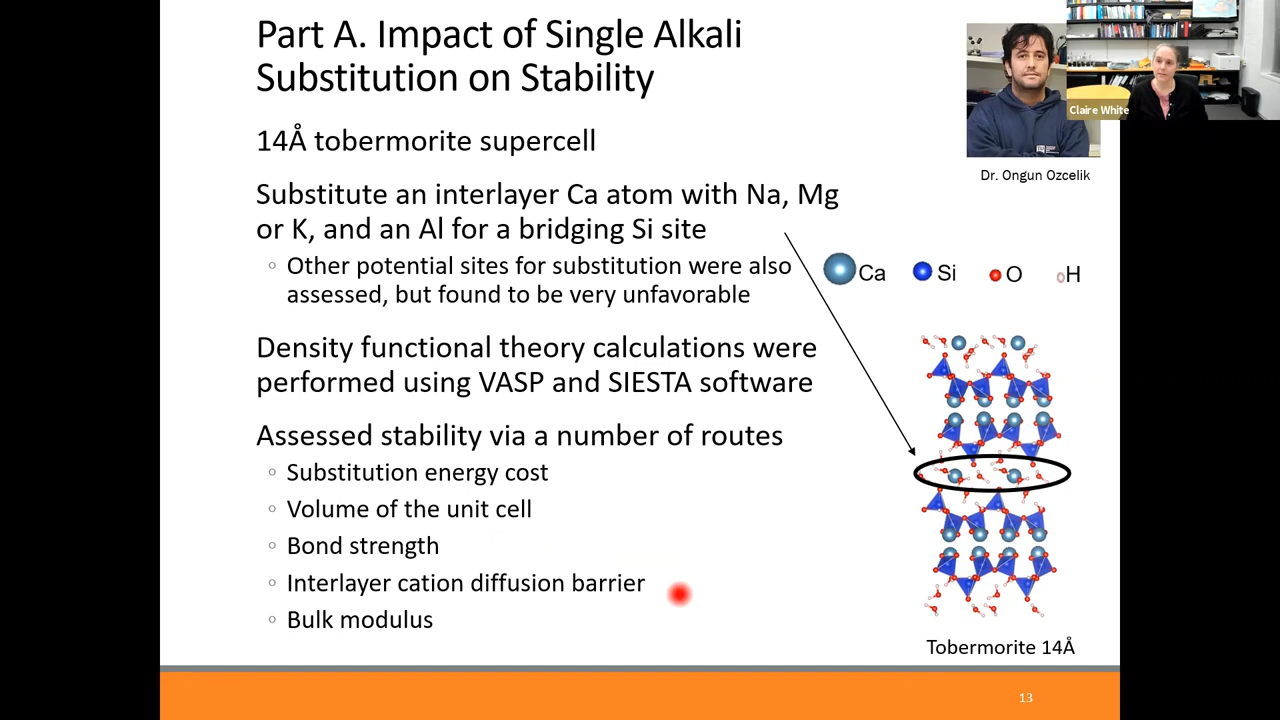 Part A. Impact of Single Alkali
Substitution on Stability
14Å tobermorite supercell
Substitute an interlayer Ca atom with Na, Mg
or K, and an Al for a bridging Si site
◦ Other potential sites for substitution were also
assessed, but found to be very unfavorable
Density functional theory calculations were
performed using VASP and SIESTA software
Assessed stability via a number of routes
◦ Substitution energy cost
◦ Volume of the unit cell
◦ Bond strength
◦ Interlayer cation diffusion barrier
◦ Bulk modulus
Claire White
Dr. Ongun Ozcelik
Ca Si O H
Tobermorite 14Å
13